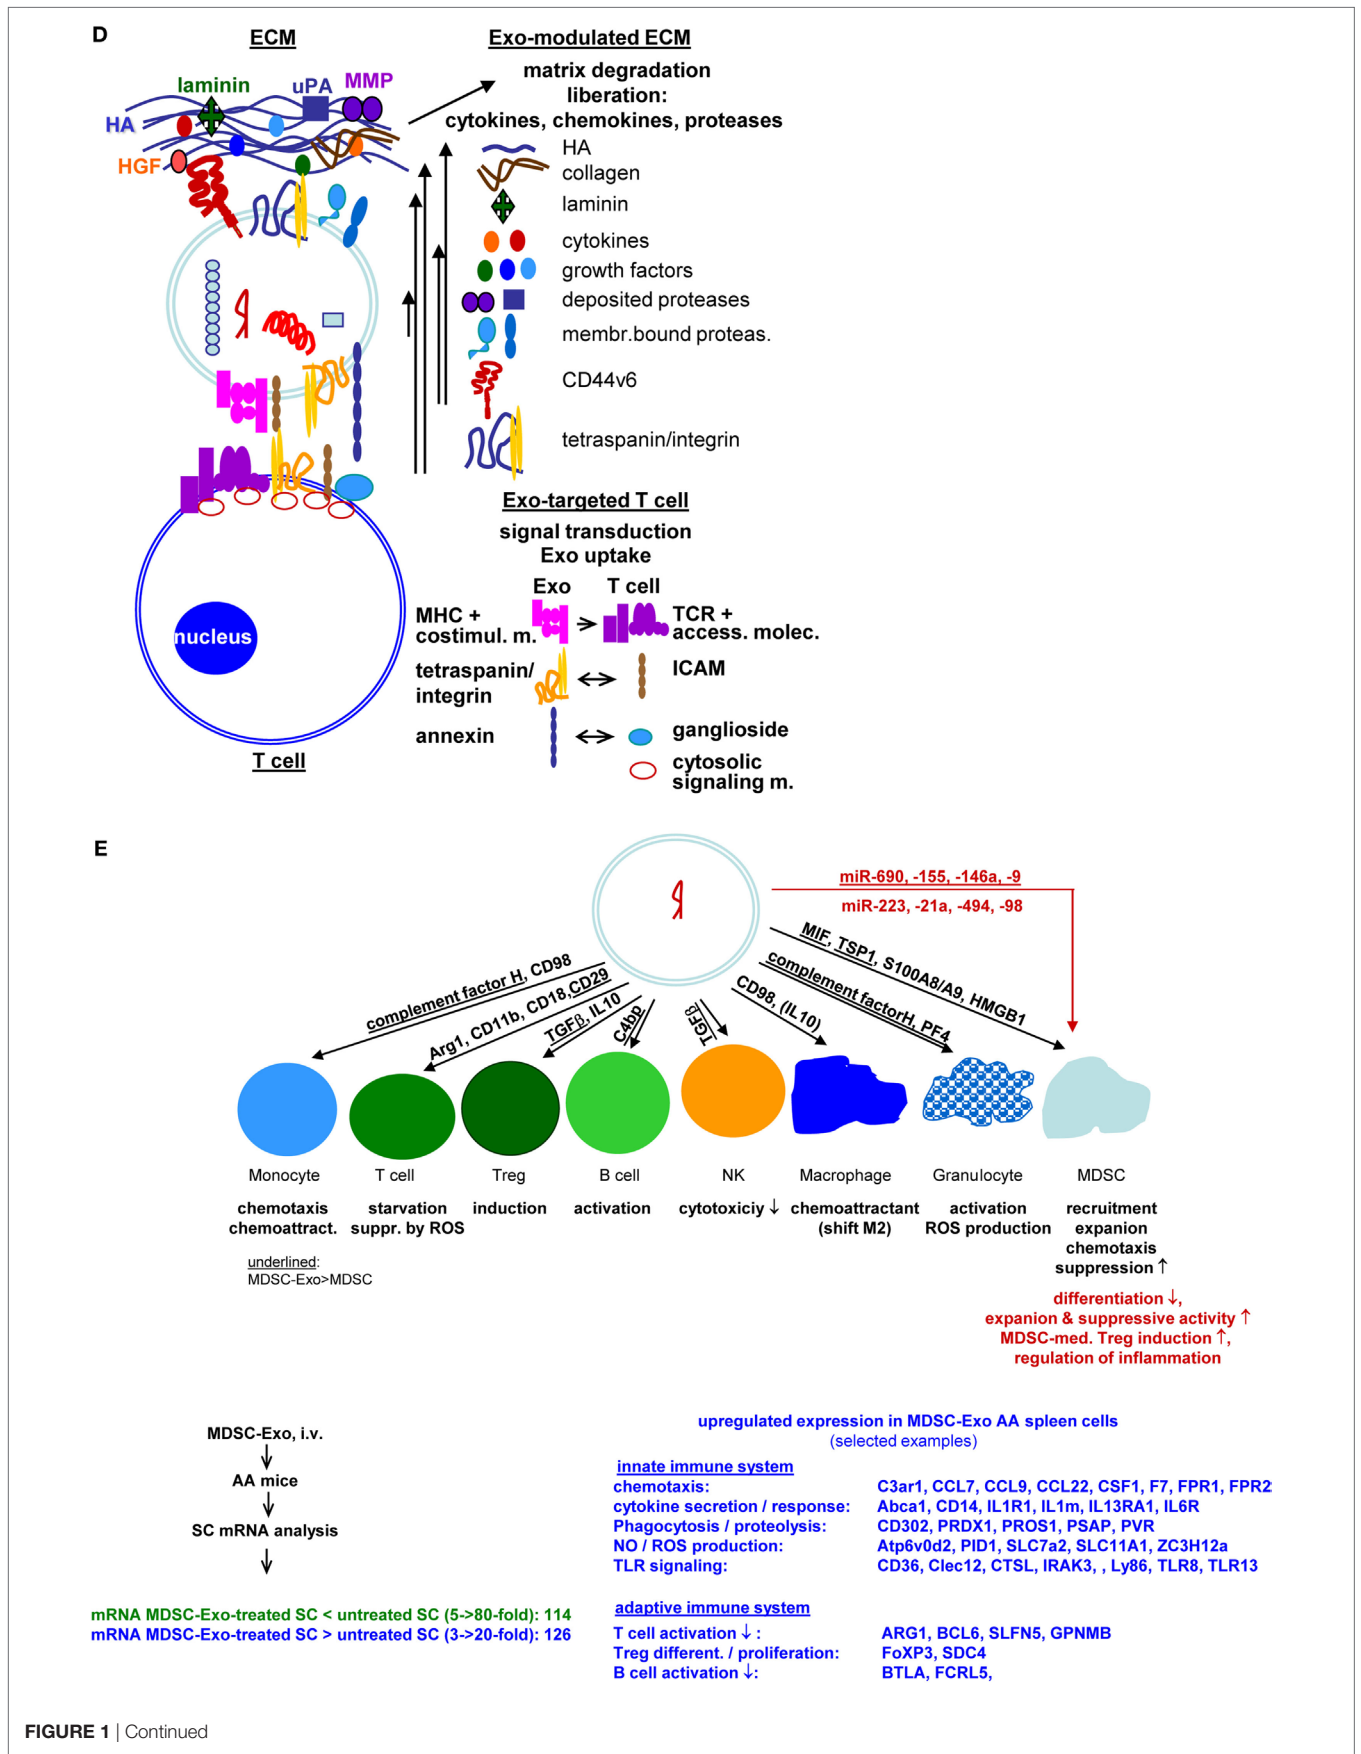 D
ECM
Exo-modulated ECM
laminin
uPA
MMP
HA
HGF
matrix degradation
liberation:
cytokines, chemokines, proteases
HA
collagen
laminin
cytokines
growth factors
deposited proteases
membr.bound proteas.
CD44v6
tetraspanin/integrin
nucleus
T cell
Exo-targeted T cell
signal transduction
Exo uptake
Exo T cell
MHC +
costimul. m.
TCR +
access. molec.
tetraspanin/
integrin
ICAM
annexin
ganglioside
cytosolic
signaling m.
E
miR-690, -155, -146a, -9
miR-223, -21a, -494, -98
complement factor H, CD98
Arg1, CD11b, CD18,CD29
TGFβ, IL10
C4bp
TGFβ
CD98, (IL10)
complement factorH, PF4
MIF, TSP1, S100A8/A9, HMGB1
Monocyte
chemotaxis
chemoattract.
T cell
starvation
suppr. by ROS
Treg
induction
B cell
activation
NK
cytotoxiciy ↓
Macrophage
chemoattractant
(shift M2)
Granulocyte
activation
ROS production
MDSC
recruitment
expanion
chemotaxis
suppression ↑
underlined:
MDSC-Exo>MDSC
differentiation ↓,
expansion & suppressive activity ↑
MDSC-med. Treg induction ↑,
regulation of inflammation
MDSC-Exo, i.v.
AA mice
SC mRNA analysis
mRNA MDSC-Exo-treated SC < untreated SC (5->80-fold): 114
mRNA MDSC-Exo-treated SC > untreated SC (3->20-fold): 126
upregulated expression in MDSC-Exo AA spleen cells
(selected examples)
innate immune system
chemotaxis: C3ar1, CCL7, CCL9, CCL22, CSF1, F7, FPR1, FPR2
cytokine secretion / response: Abca1, CD14, IL1R1, IL1m, IL13RA1, IL6R
Phagocytosis / proteolysis: CD302, PRDX1, PROS1, PSAP, PVR
NO / ROS production: Atp6v0d2, PID1, SLC7a2, SLC11A1, ZC3H12a
TLR signaling: CD36, Clec12, CTSL, IRAK3, , Ly86, TLR8, TLR13
adaptive immune system
T cell activation ↓ : ARG1, BCL6, SLFN5, GPNMB
Treg different. / proliferation: FoXP3, SDC4
B cell activation ↓: BTLA, FCRL5,
FIGURE 1 | Continued